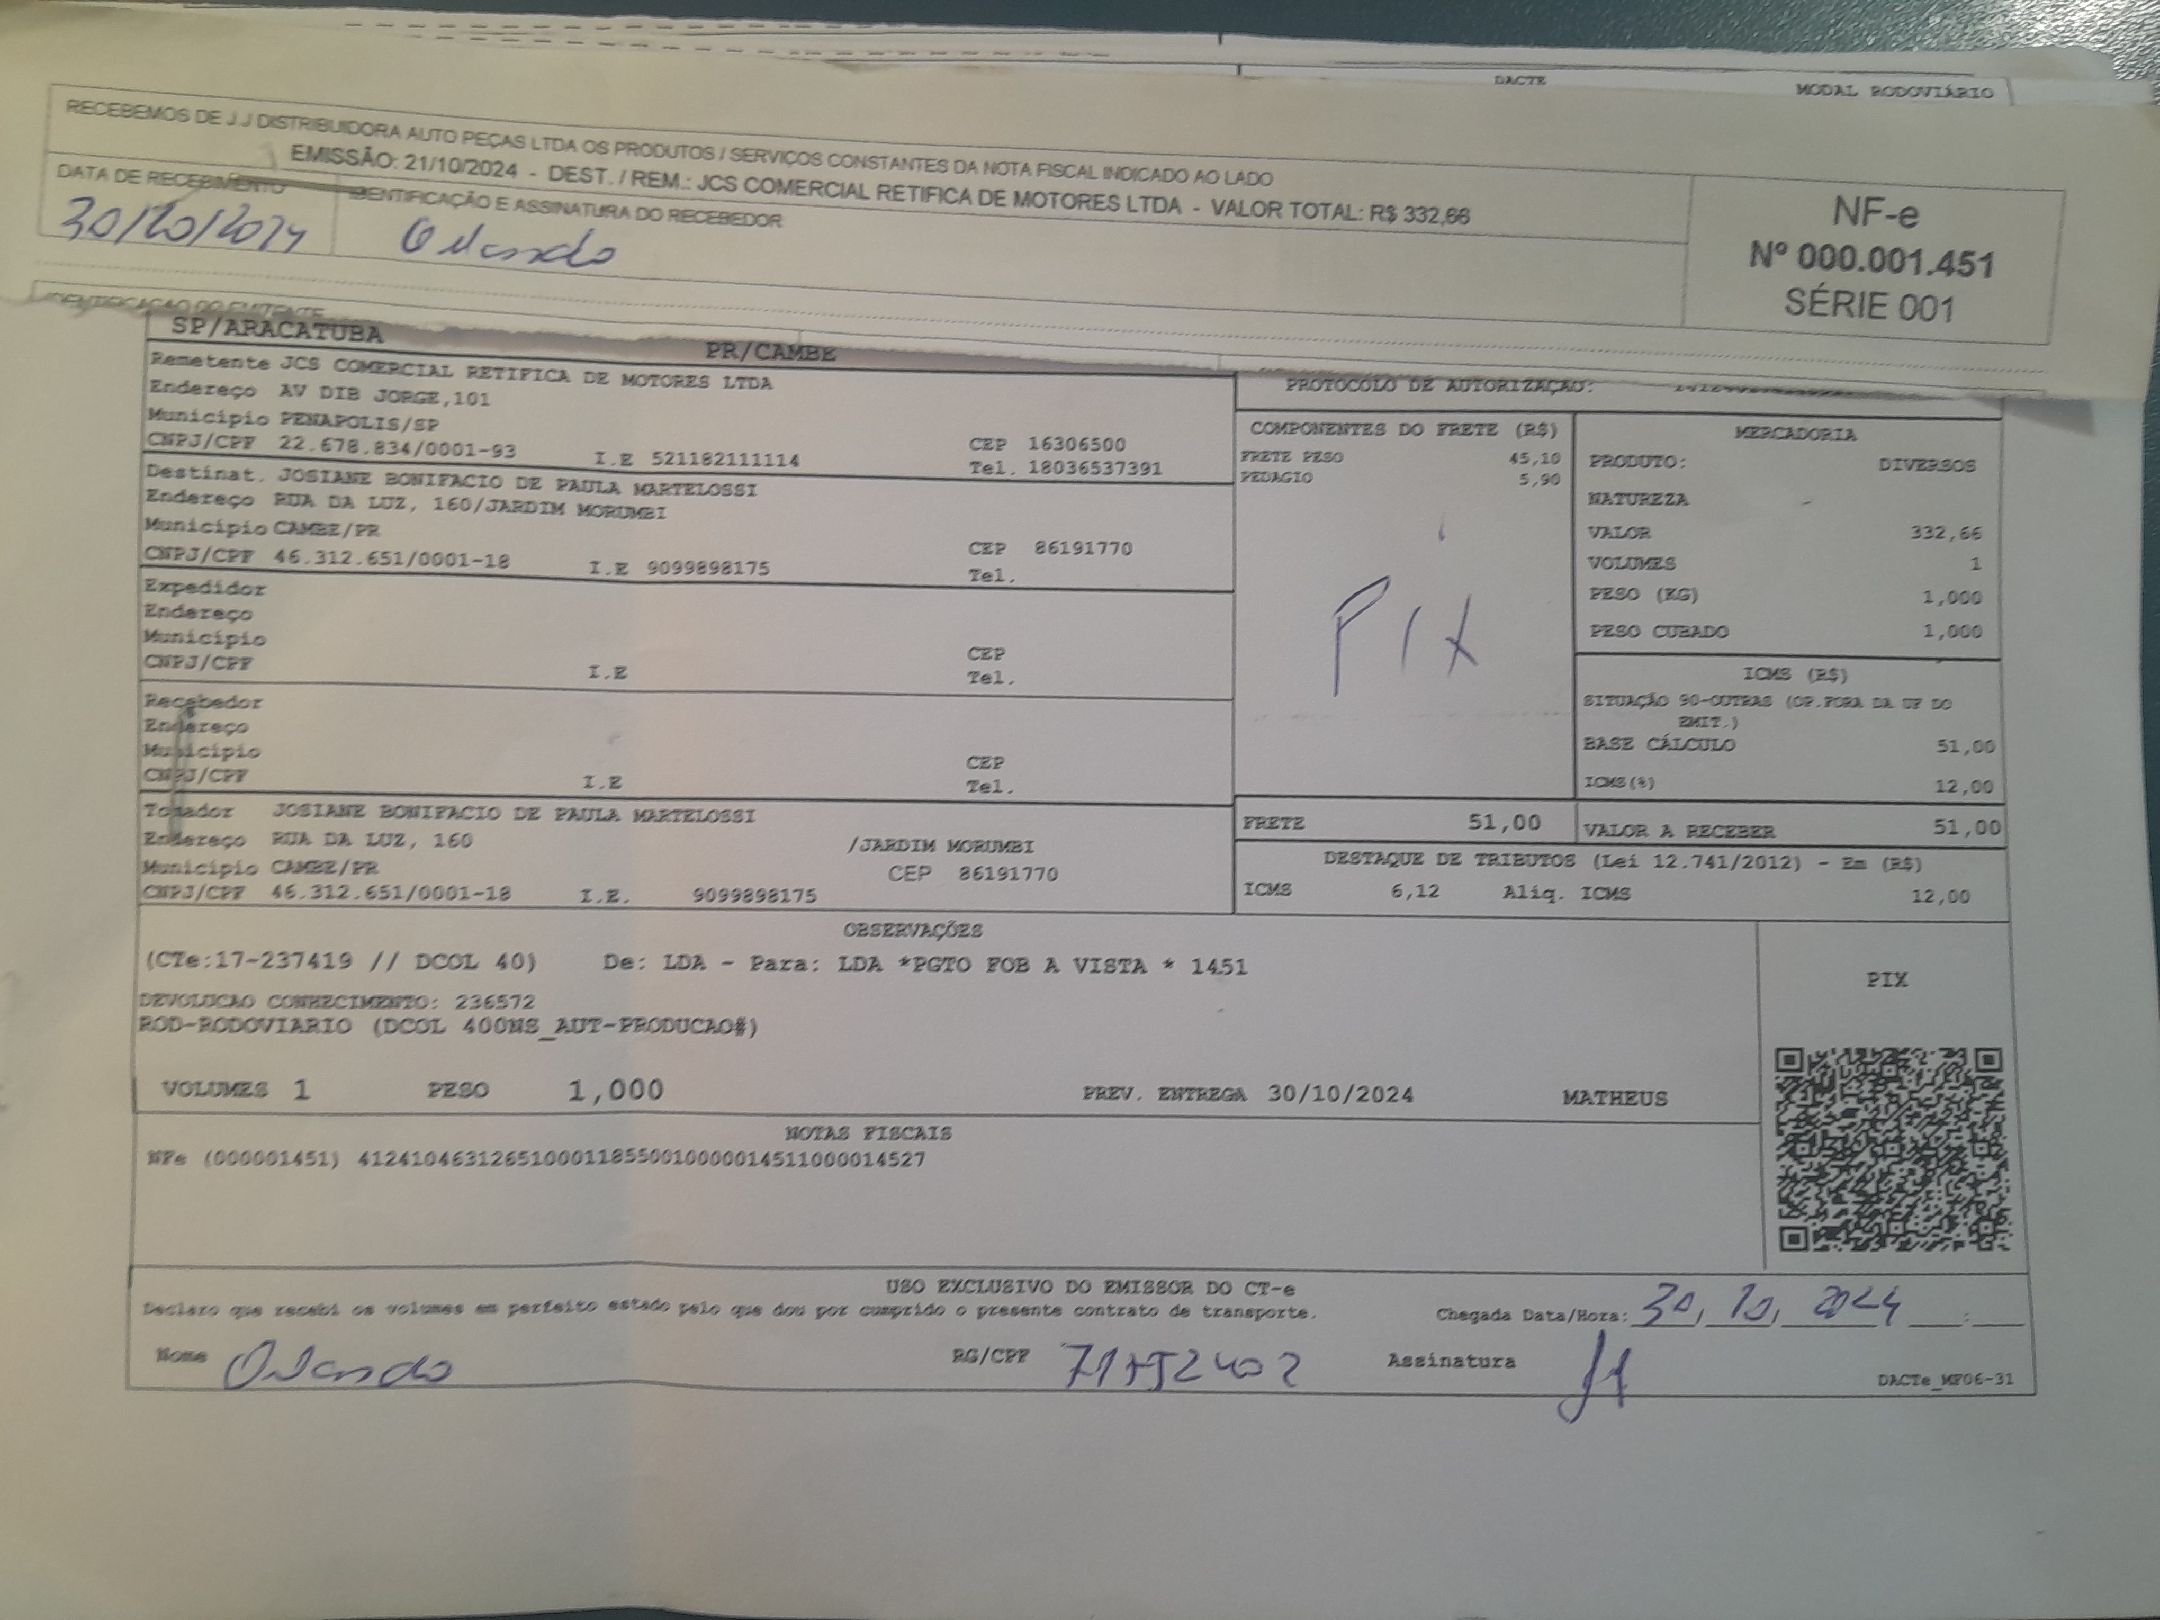 DACTE
MODAL RODOVIÁRIO
RECEBEMOS DE J.J DISTRIBUIDORA AUTO PEÇAS LTDA OS PRODUTOS / SERVIÇOS CONSTANTES DA NOTA FISCAL INDICADO AO LADO
EMISSÃO: 21/10/2024 - DEST. / REM.: JCS COMERCIAL RETIFICA DE MOTORES LTDA - VALOR TOTAL: R$ 332,66
DATA DE RECEBIMENTO
IDENTIFICAÇÃO E ASSINATURA DO RECEBEDOR
30/10/2024
Orlando
NF-e
Nº 000.001.451
SÉRIE 001
IDENTIFICAÇÃO DO EMITENTE
SP/ARACATUBA
PR/CAMBE
Remetente JCS COMERCIAL RETIFICA DE MOTORES LTDA
Endereço AV DIB JORGE,101
Município PENAPOLIS/SP
CNPJ/CPF 22.678.834/0001-93 I.E 521182111114
CEP 16306500
Tel. 18036537391
Destinat. JOSIANE BONIFACIO DE PAULA MARTELOSSI
Endereço RUA DA LUZ, 160/JARDIM MORUMBI
Município CAMBE/PR
CNPJ/CPF 46.312.651/0001-18 I.E 9099898175
CEP 86191770
Tel.
Expedidor
Endereço
Município
CNPJ/CPF I.E
CEP
Tel.
Recebedor
Endereço
Município
CNPJ/CPF I.E
CEP
Tel.
Tomador JOSIANE BONIFACIO DE PAULA MARTELOSSI
Endereço RUA DA LUZ, 160 /JARDIM MORUMBI
Município CAMBE/PR CEP 86191770
CNPJ/CPF 46.312.651/0001-18 I.E. 9099898175
PROTOCOLO DE AUTORIZAÇÃO:
COMPONENTES DO FRETE (R$)
FRETE PESO 45,10
PEDAGIO 5,90
PIX
FRETE 51,00
MERCADORIA
PRODUTO: DIVERSOS
NATUREZA
VALOR 332,66
VOLUMES 1
PESO (KG) 1,000
PESO CUBADO 1,000
ICMS (R$)
SITUAÇÃO 90-OUTRAS (OP.FORA DA UF DO
EMIT.)
BASE CÁLCULO 51,00
ICMS(%) 12,00
VALOR A RECEBER 51,00
DESTAQUE DE TRIBUTOS (Lei 12.741/2012) - Em (R$)
ICMS 6,12 Aliq. ICMS 12,00
OBSERVAÇÕES
(CTe:17-237419 // DCOL 40) De: LDA - Para: LDA *PGTO FOB A VISTA * 1451
DEVOLUCAO CONHECIMENTO: 236572
ROD-RODOVIARIO (DCOL 400NS_AUT-PRODUCAO#)
VOLUMES 1 PESO 1,000 PREV. ENTREGA 30/10/2024 MATHEUS
PIX
NOTAS FISCAIS
NFe (000001451) 41241046312651000118550010000014511000014527
USO EXCLUSIVO DO EMISSOR DO CT-e
Declaro que recebi os volumes em perfeito estado pelo que dou por cumprido o presente contrato de transporte.
Chegada Data/Hora: 30, 10, 2024 :
Nome Orlando RG/CPF Assinatura
DACTe_MF06-31